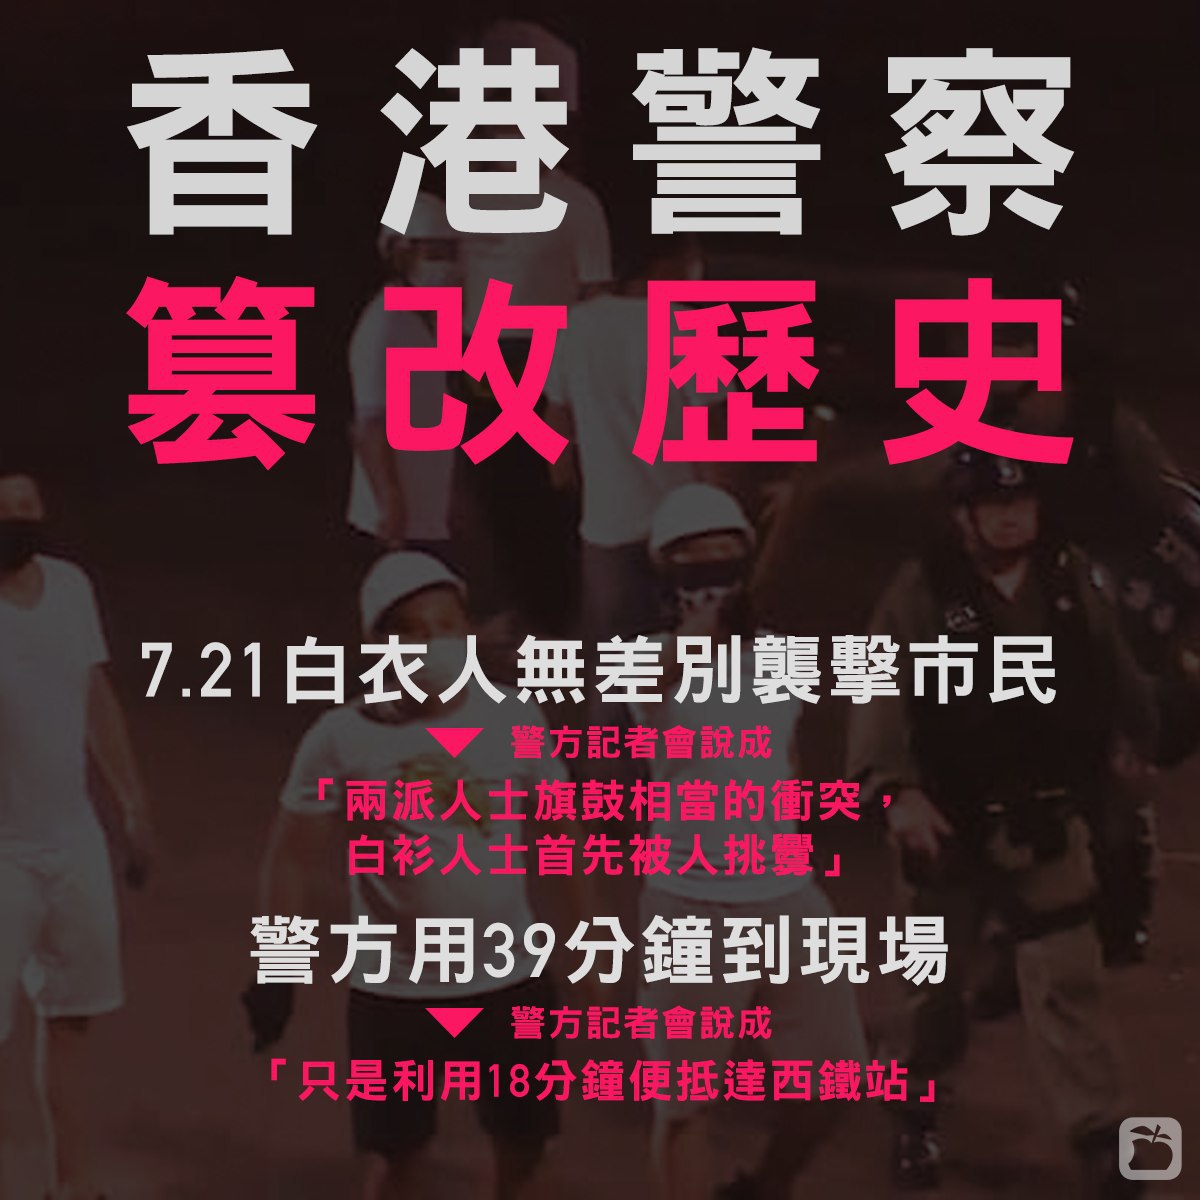 香港警察
篡改歷史
7.21白衣人無差別襲擊市民
▼ 警方記者會說成
「兩派人士旗鼓相當的衝突，
白衫人士首先被人挑釁」
警方用39分鐘到現場
▼ 警方記者會說成
「只是利用18分鐘便抵達西鐵站」